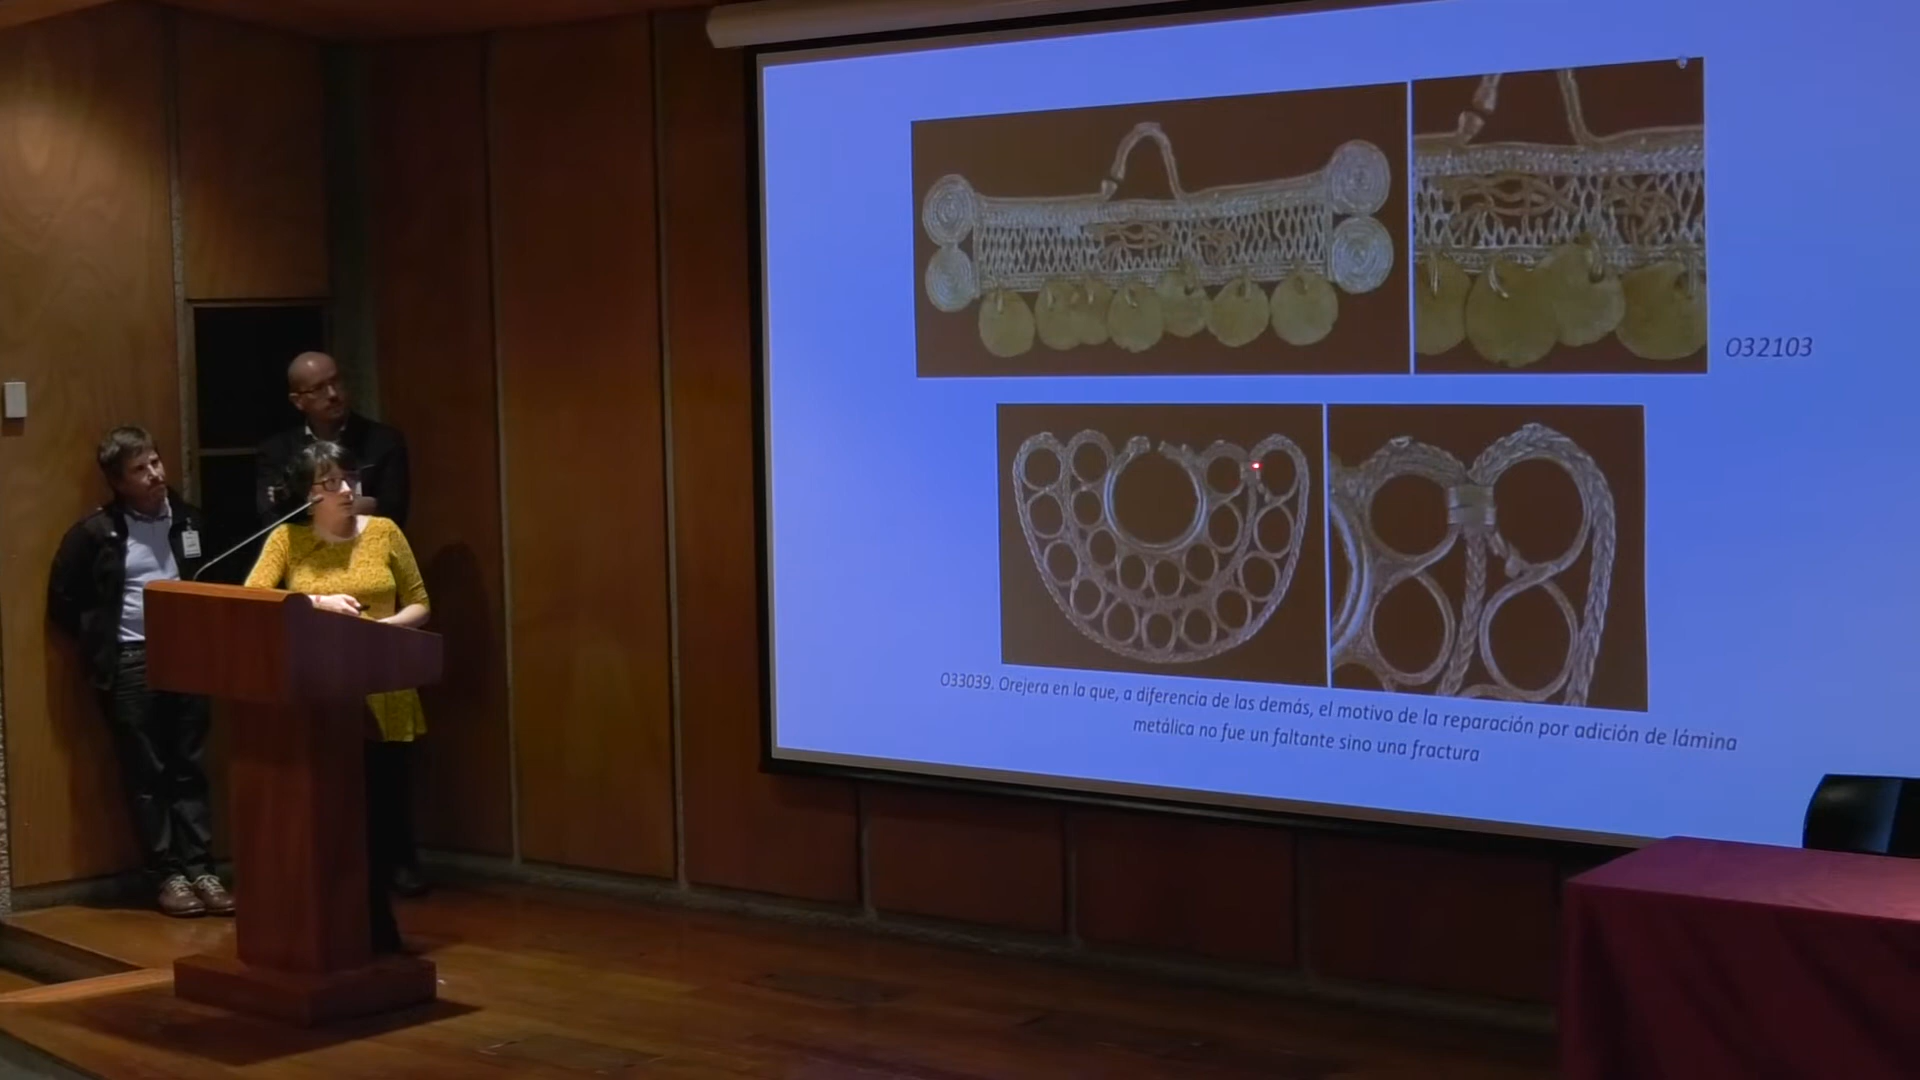 O32103
O33039. Orejera en la que, a diferencia de las demás, el motivo de la reparación por adición de lámina
metálica no fue un faltante sino una fractura